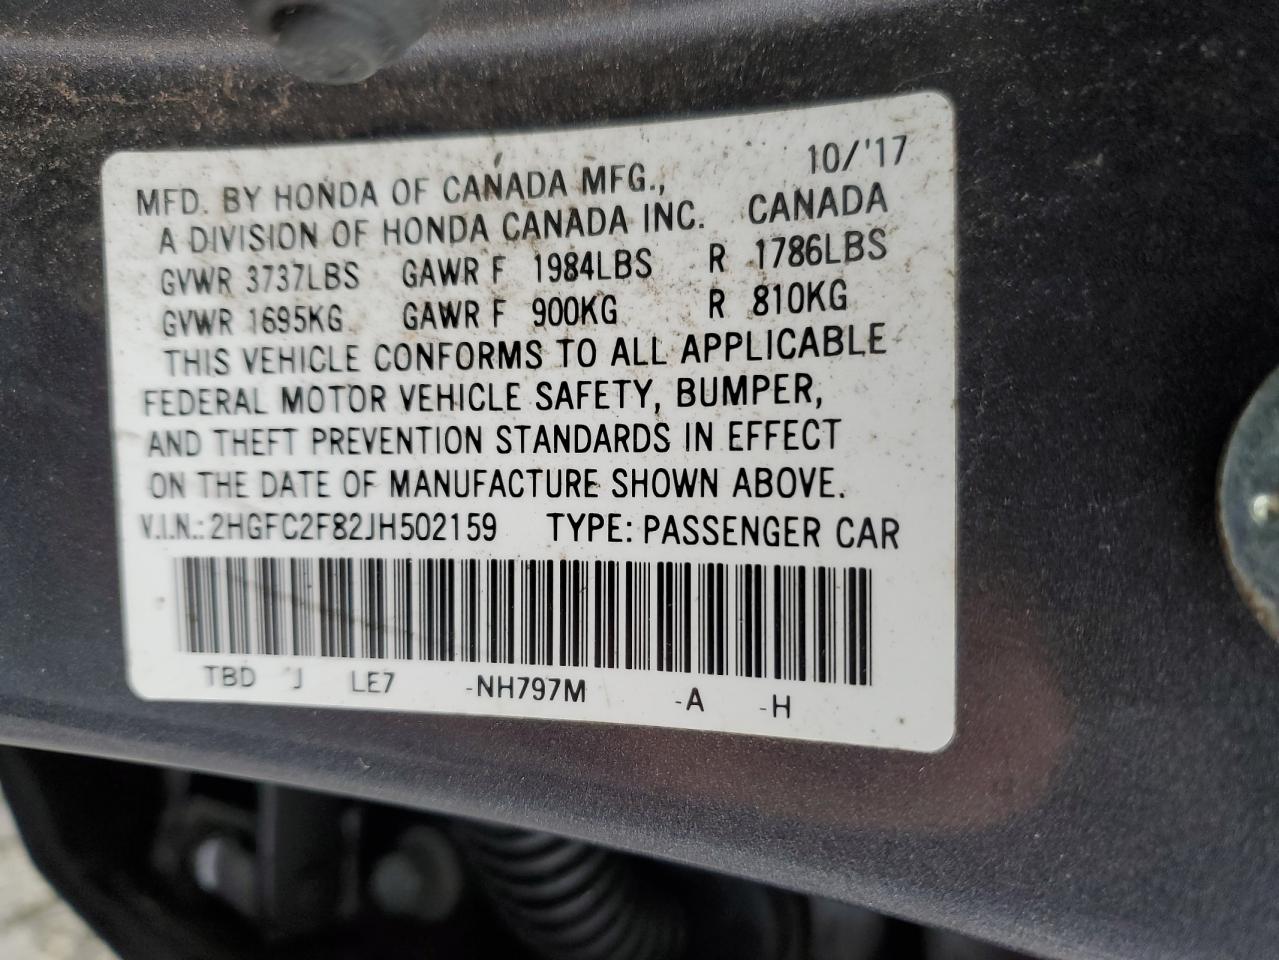 10/'17
MFD. BY HONDA OF CANADA MFG.,
A DIVISION OF HONDA CANADA INC. CANADA
GVWR 3737LBS GAWR F 1984LBS R 1786LBS
GVWR 1695KG GAWR F 900KG R 810KG
THIS VEHICLE CONFORMS TO ALL APPLICABLE
FEDERAL MOTOR VEHICLE SAFETY, BUMPER,
AND THEFT PREVENTION STANDARDS IN EFFECT
ON THE DATE OF MANUFACTURE SHOWN ABOVE.
V.I.N.: 2HGFC2F82JH502159 TYPE: PASSENGER CAR
TBD J LE7 -NH797M -A -H